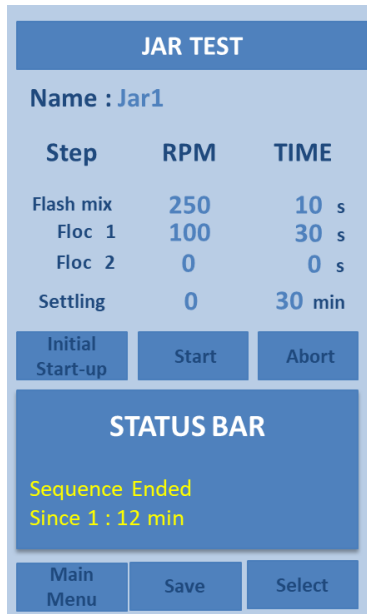 JAR TEST
Name : Jar1
Step RPM TIME
Flash mix 250 10 s
Floc 1 100 30 s
Floc 2 0 0 s
Settling 0 30 min
Initial Start-up Start Abort
STATUS BAR
Sequence Ended
Since 1 : 12 min
Main Menu Save Select